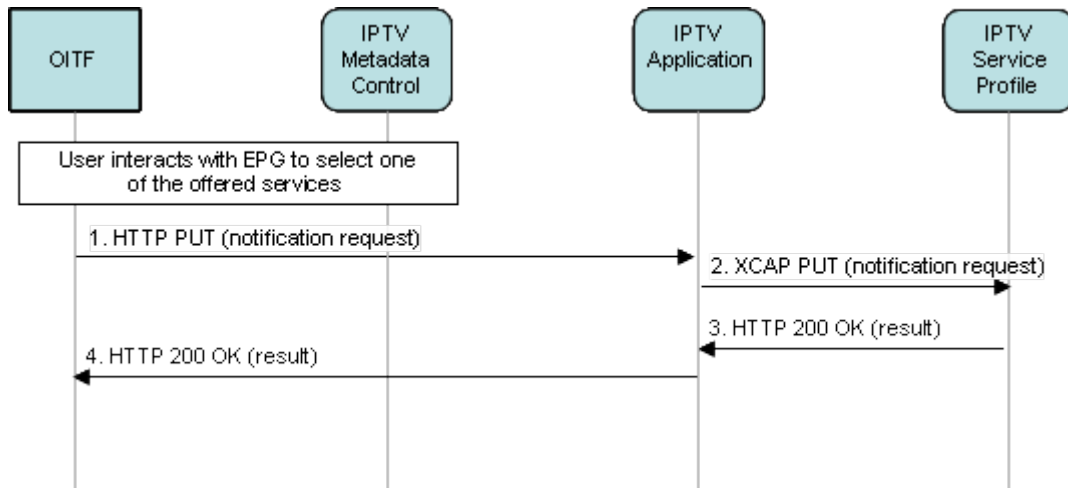 OITF
IPTV
Metadata
Control
IPTV
Application
IPTV
Service
Profile
User interacts with EPG to select one
of the offered services
1. HTTP PUT (notification request)
2. XCAP PUT (notification request)
3. HTTP 200 OK (result)
4. HTTP 200 OK (result)